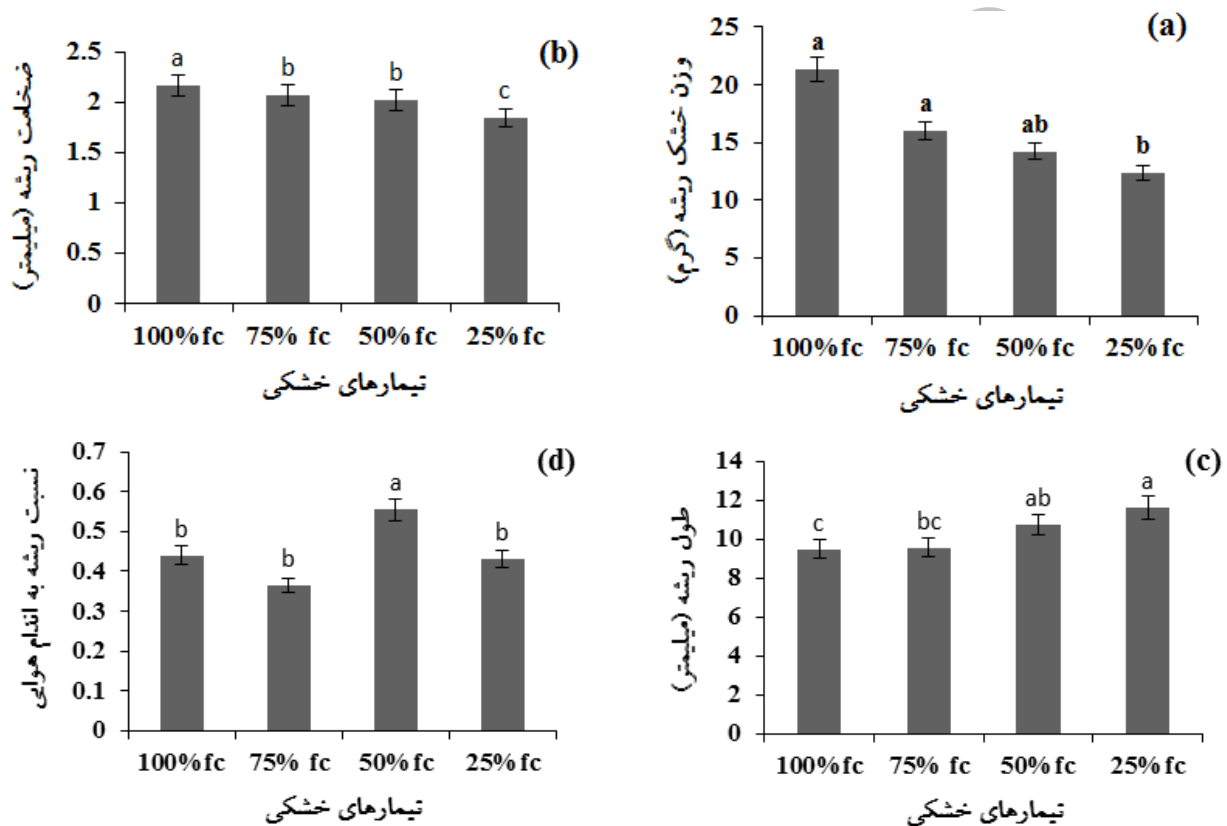 (a)
وزن خشک ریشه (گرم)
25
20
15
10
5
0
a
a
ab
b
100% fc 75% fc 50% fc 25% fc
تیمارهای خشکی
(b)
ضخامت ریشه (میلیمتر)
2.5
2
1.5
1
0.5
0
a
b
b
c
100% fc 75% fc 50% fc 25% fc
تیمارهای خشکی
(c)
طول ریشه (میلیمتر)
14
12
10
8
6
4
2
0
c
bc
ab
a
100% fc 75% fc 50% fc 25% fc
تیمارهای خشکی
(d)
نسبت ریشه به اندام هوایی
0.7
0.6
0.5
0.4
0.3
0.2
0.1
0
b
b
a
b
100% fc 75% fc 50% fc 25% fc
تیمارهای خشکی